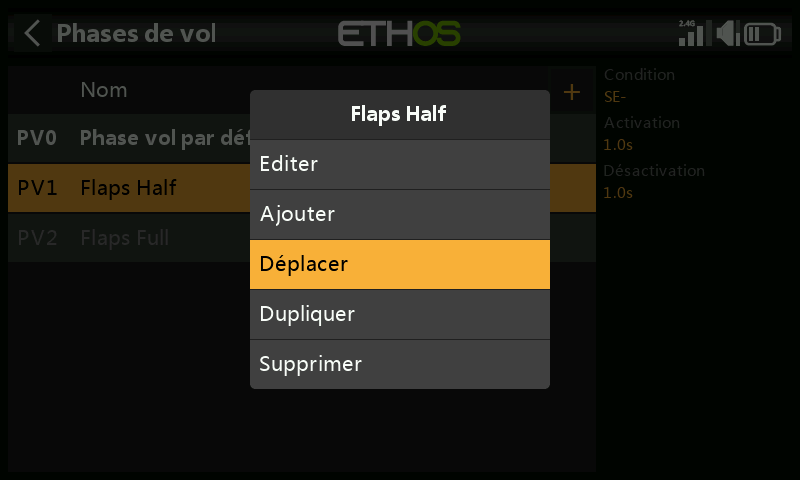 Phases de vol
ETHOS
2.4G
Nom
+
Condition
SE-
Activation
1.0s
Désactivation
1.0s
PV0 Phase vol par déf
PV1 Flaps Half
PV2 Flaps Full
Flaps Half
Editer
Ajouter
Déplacer
Dupliquer
Supprimer